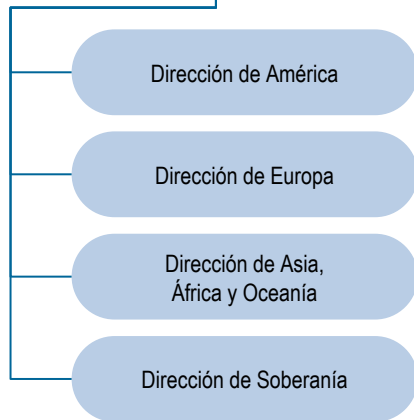 Dirección de América
Dirección de Europa
Dirección de Asia,
África y Oceanía
Dirección de Soberanía